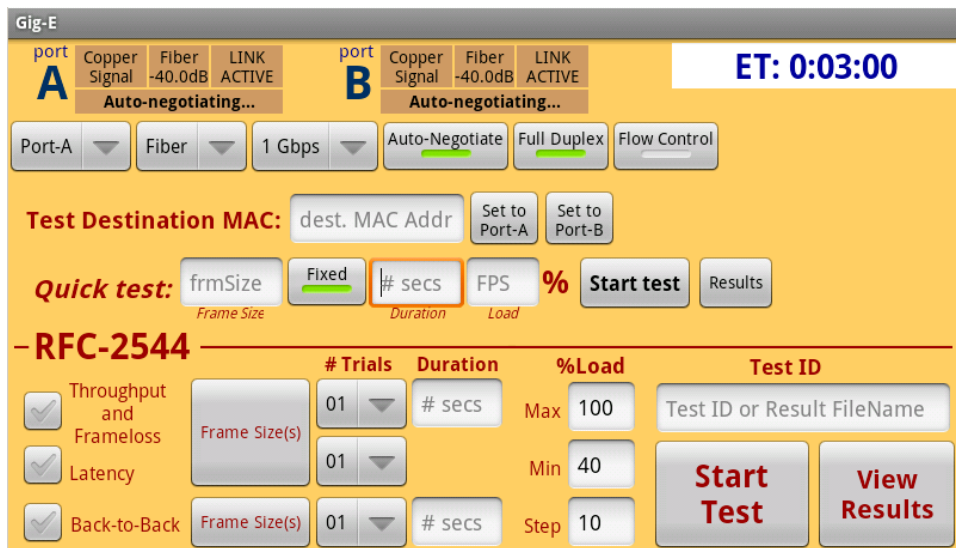 Gig-E
port
A
Copper Signal
Fiber -40.0dB
LINK ACTIVE
Auto-negotiating...
port
B
Copper Signal
Fiber -40.0dB
LINK ACTIVE
Auto-negotiating...
ET: 0:03:00
Port-A
Fiber
1 Gbps
Auto-Negotiate
Full Duplex
Flow Control
Test Destination MAC:
dest. MAC Addr
Set to Port-A
Set to Port-B
Quick test:
frmSize
Fixed
# secs
FPS
%
Start test
Results
Frame Size
Duration
Load
RFC-2544
# Trials
Duration
%Load
Test ID
Throughput
and
Frameloss
Frame Size(s)
01
# secs
Max
100
Test ID or Result FileName
Latency
01
Min
40
Start
Test
View
Results
Back-to-Back
Frame Size(s)
01
# secs
Step
10